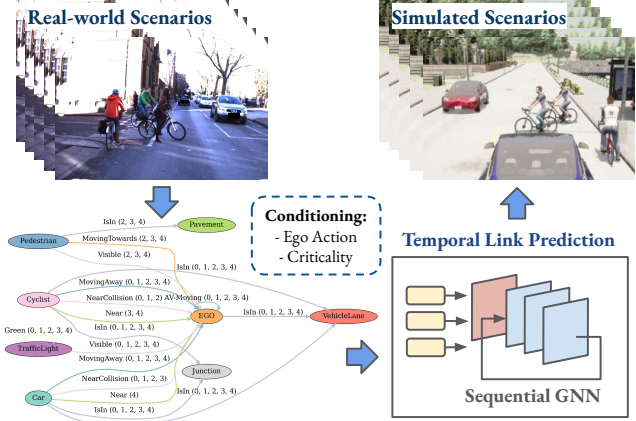 Real-world Scenarios
Simulated Scenarios
Conditioning:
- Ego Action
- Criticality
Temporal Link Prediction
IsIn (2, 3, 4)
Pavement
Pedestrian
MovingTowards (2, 3, 4)
Visible (2, 3, 4)
IsIn (0, 1, 2, 3, 4)
MovingAway (0, 1, 2, 3, 4)
Cyclist
NearCollision (0, 1, 2)
AV-Moving (0, 1, 2, 3, 4)
Near (3, 4)
EGO
IsIn (0, 1, 2, 3, 4)
VehicleLane
IsIn (0, 1, 2, 3, 4)
Green (0, 1, 2, 3, 4)
Visible (0, 1, 2, 3, 4)
TrafficLight
MovingAway (0, 1, 2, 3, 4)
Junction
NearCollision (0, 1, 2, 3)
Car
Near (4)
IsIn (0, 1, 2, 3, 4)
IsIn (0, 1, 2, 3, 4)
Sequential GNN